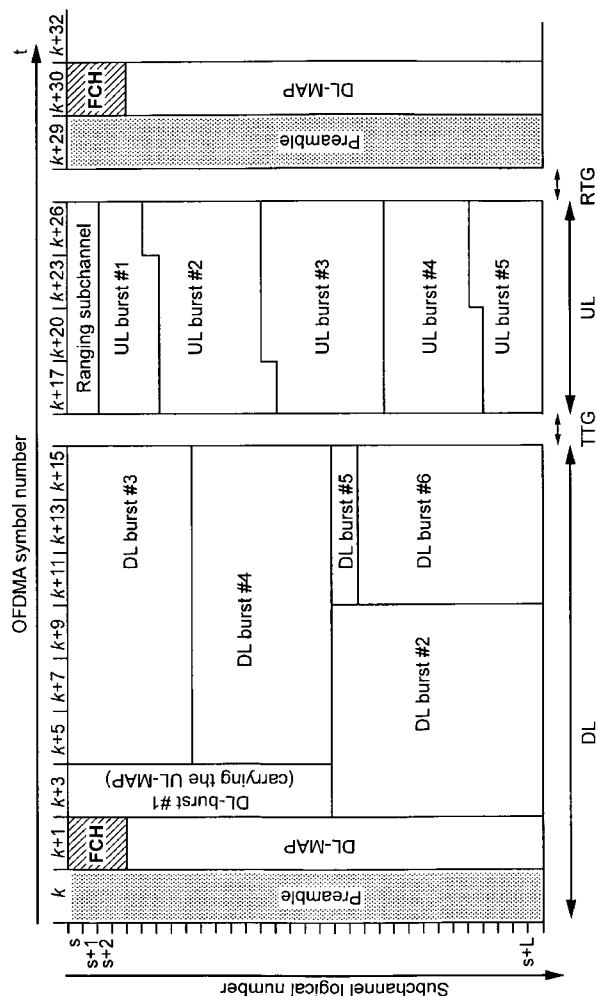 OFDMA symbol number
t
k
k+1
k+3
k+5
k+7
k+9
k+11
k+13
k+15
k+17
k+20
k+23
k+26
k+29
k+30
k+32
Subchannel logical number
s
s+1
s+2
s+L
Preamble
FCH
DL-MAP
DL-burst #1
(carrying the UL-MAP)
DL burst #3
DL burst #4
DL burst #2
DL burst #5
DL burst #6
Ranging subchannel
UL burst #1
UL burst #2
UL burst #3
UL burst #4
UL burst #5
Preamble
FCH
DL-MAP
DL
TTG
UL
RTG